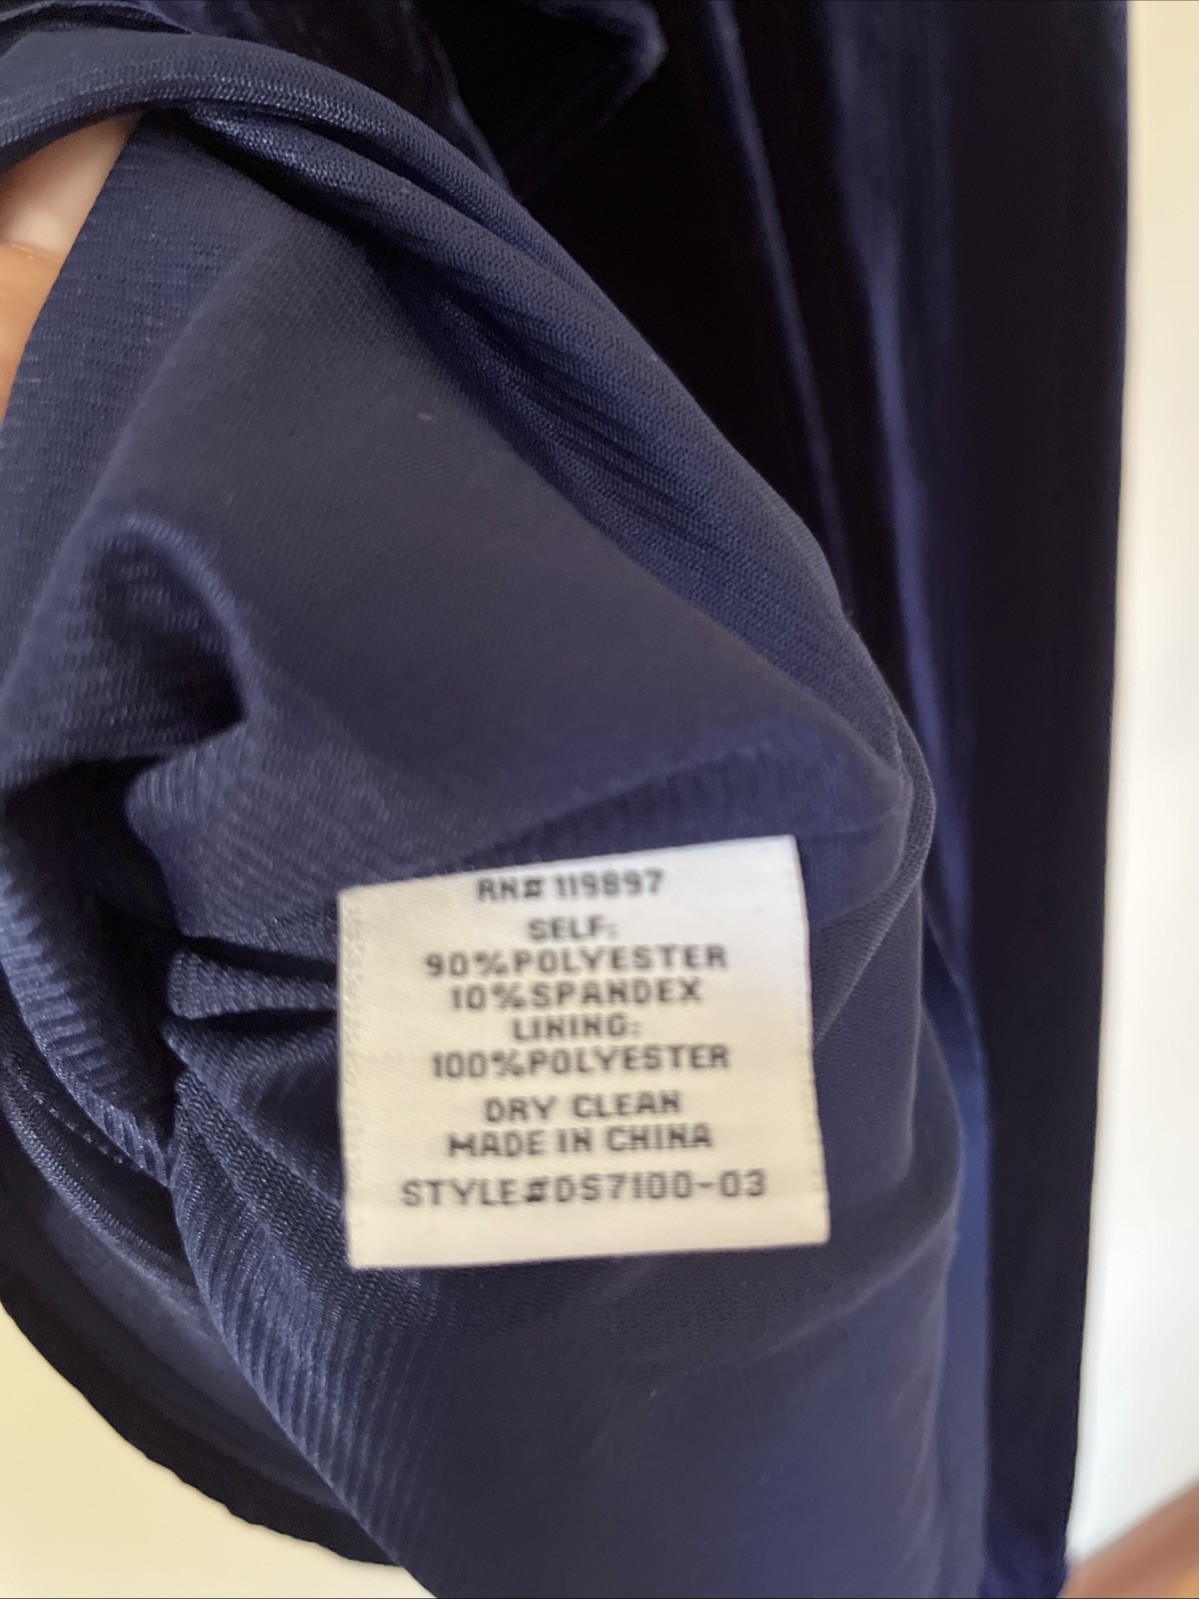 RN# 119897
SELF:
90%POLYESTER
10%SPANDEX
LINING:
100%POLYESTER
DRY CLEAN
MADE IN CHINA
STYLE#DS7100-03